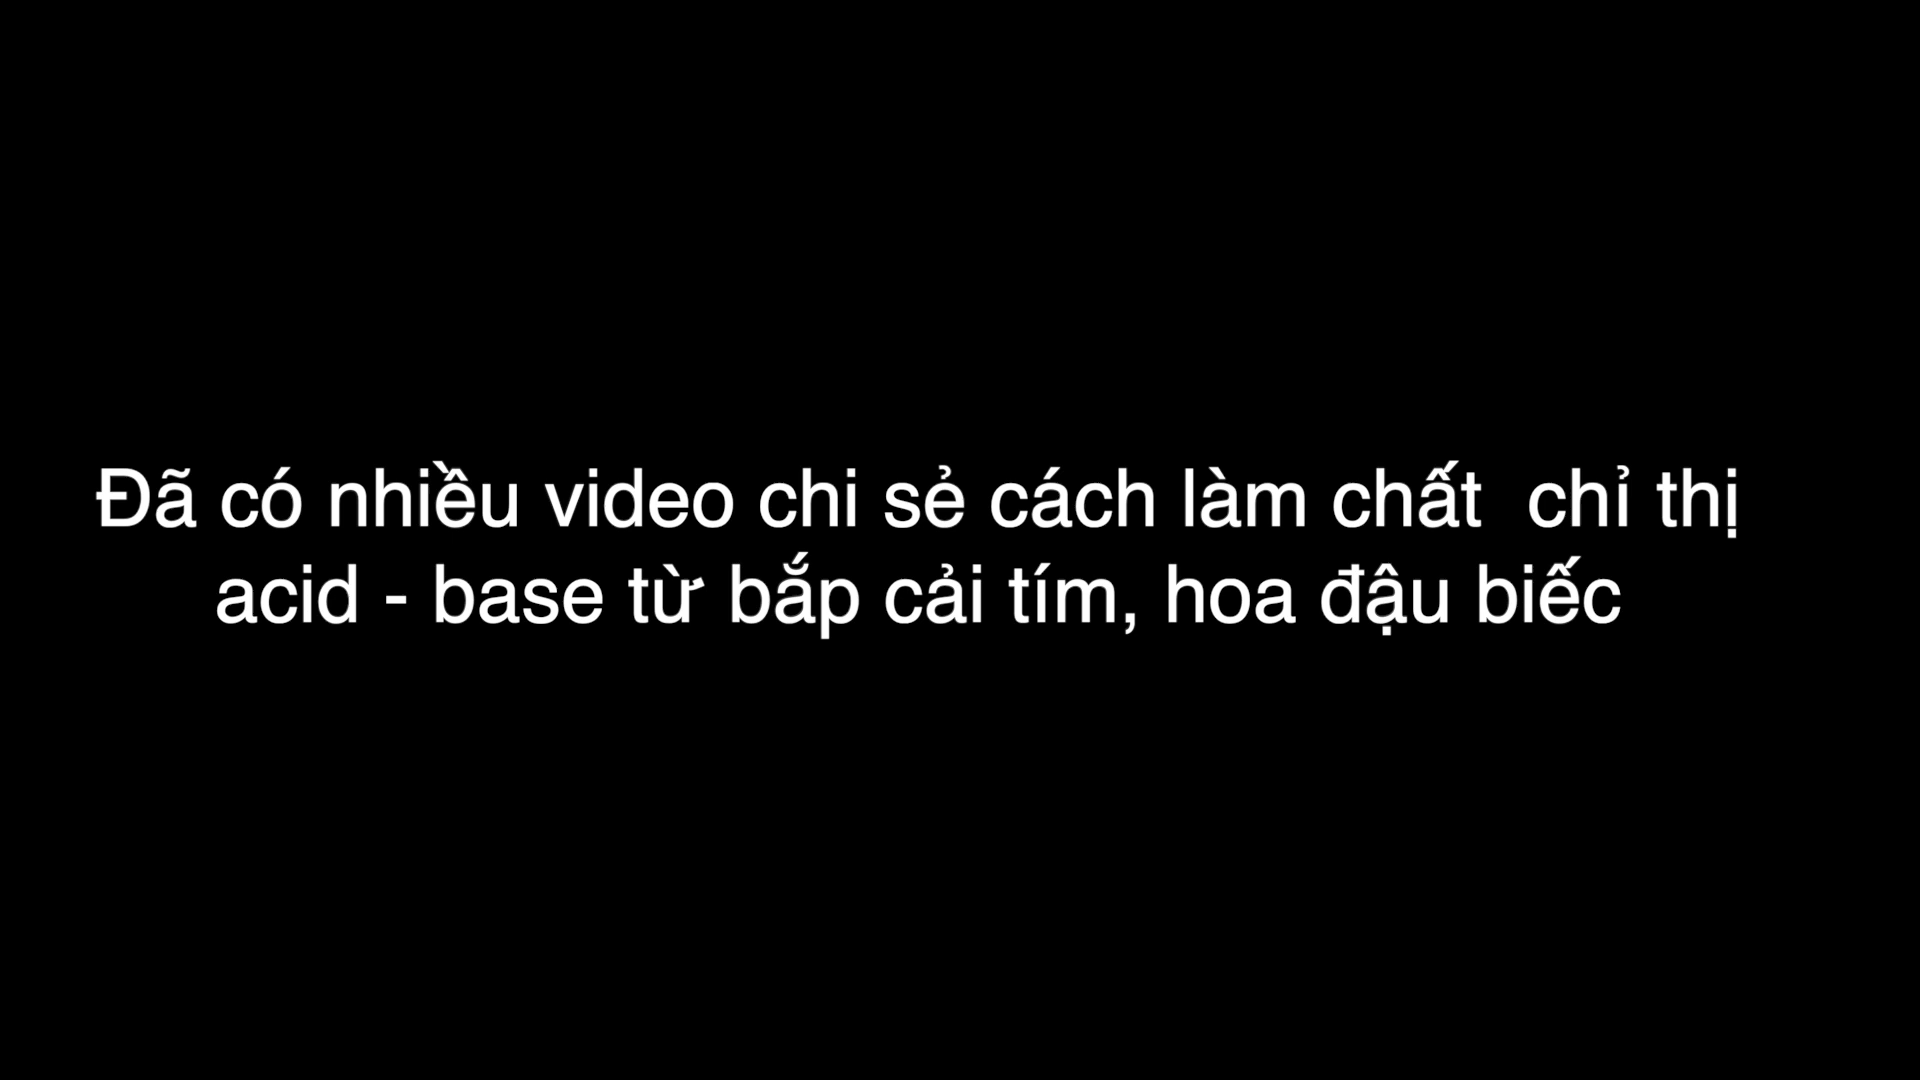 Đã có nhiều video chi sẻ cách làm chất  chỉ thị
acid - base từ bắp cải tím, hoa đậu biếc